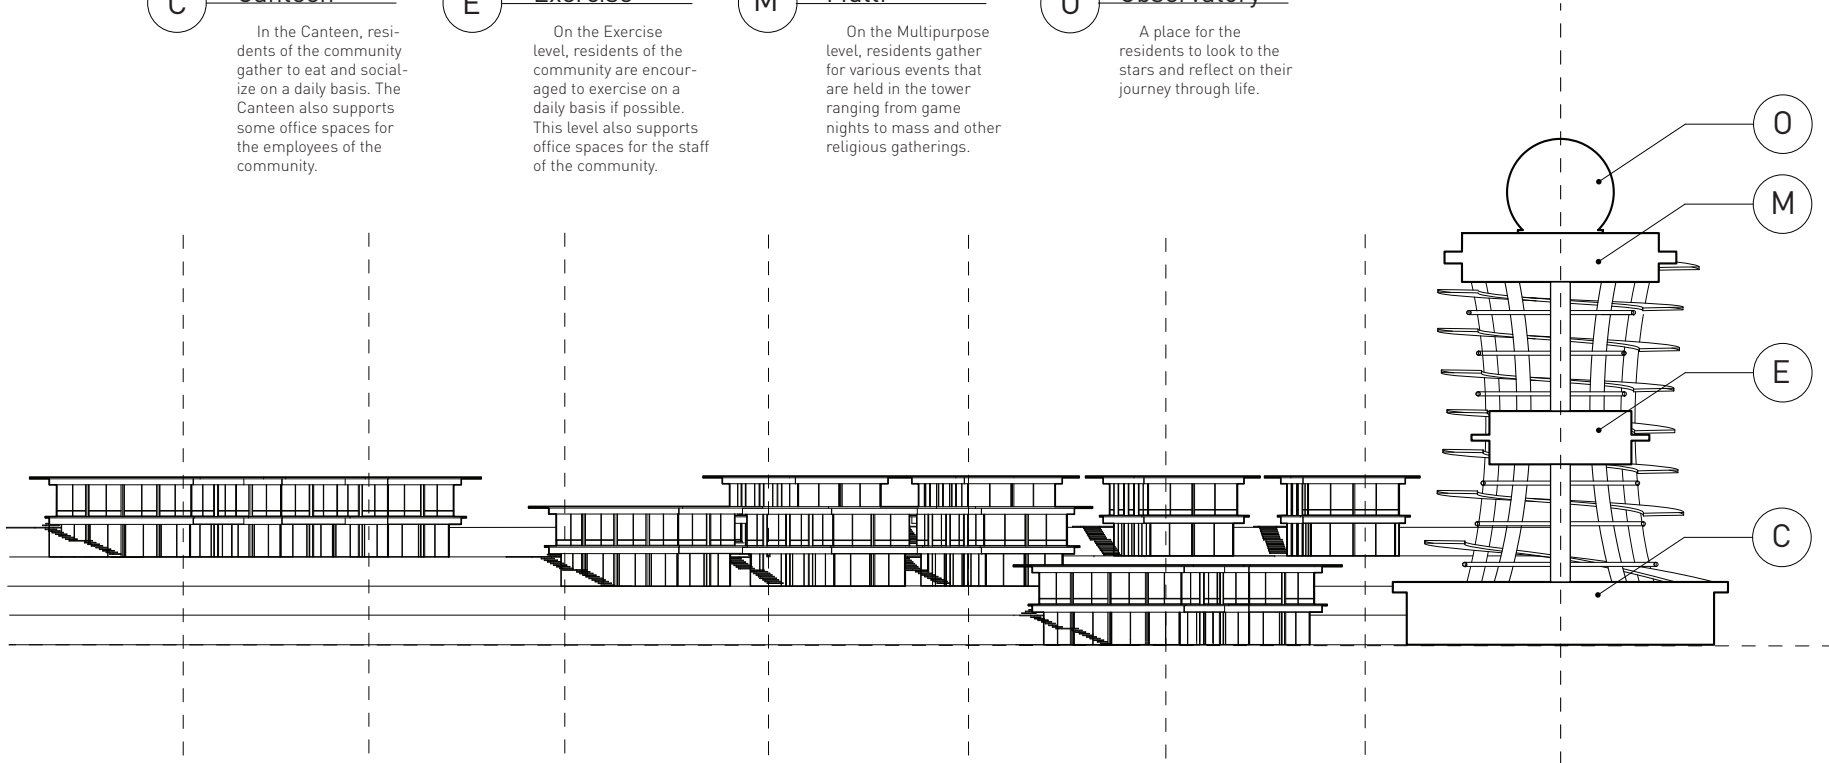 C
Canteen
In the Canteen, resi-
dents of the community
gather to eat and social-
ize on a daily basis. The
Canteen also supports
some office spaces for
the employees of the
community.
E
Exercise
On the Exercise
level, residents of the
community are encour-
aged to exercise on a
daily basis if possible.
This level also supports
office spaces for the staff
of the community.
M
Multi
On the Multipurpose
level, residents gather
for various events that
are held in the tower
ranging from game
nights to mass and other
religious gatherings.
O
Observatory
A place for the
residents to look to the
stars and reflect on their
journey through life.
O
M
E
C